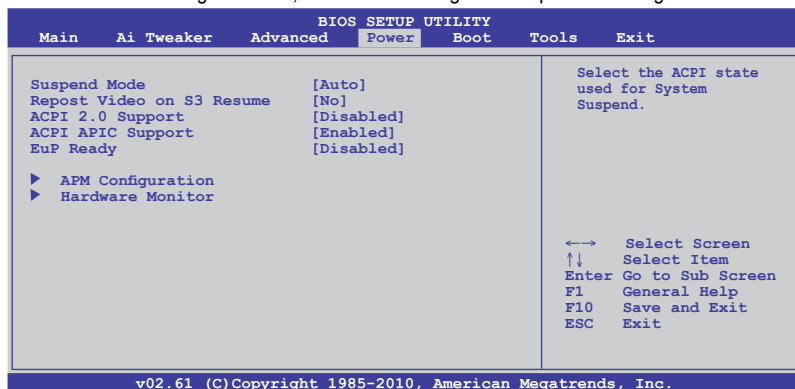 BIOS SETUP UTILITY
Main Ai Tweaker Advanced Power Boot Tools Exit
Suspend Mode [Auto]
Repost Video on S3 Resume [No]
ACPI 2.0 Support [Disabled]
ACPI APIC Support [Enabled]
EuP Ready [Disabled]
APM Configuration
Hardware Monitor
Select the ACPI state
used for System
Suspend.
←→ Select Screen
↑↓ Select Item
Enter Go to Sub Screen
F1 General Help
F10 Save and Exit
ESC Exit
v02.61 (C)Copyright 1985-2010, American Megatrends, Inc.